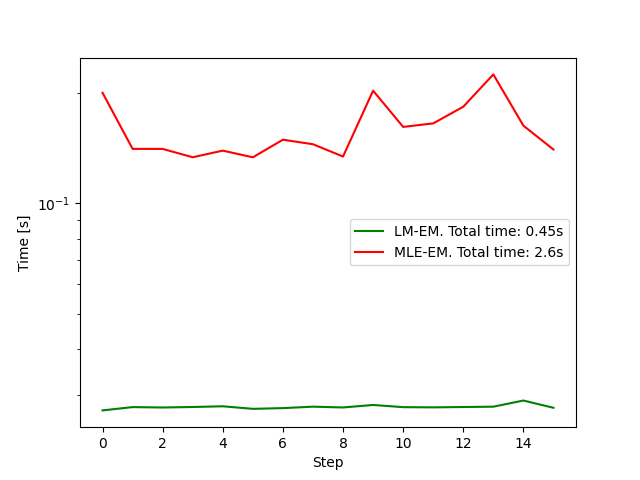 10⁻¹
Time [s]
LM-EM. Total time: 0.45s
MLE-EM. Total time: 2.6s
0 2 4 6 8 10 12 14
Step